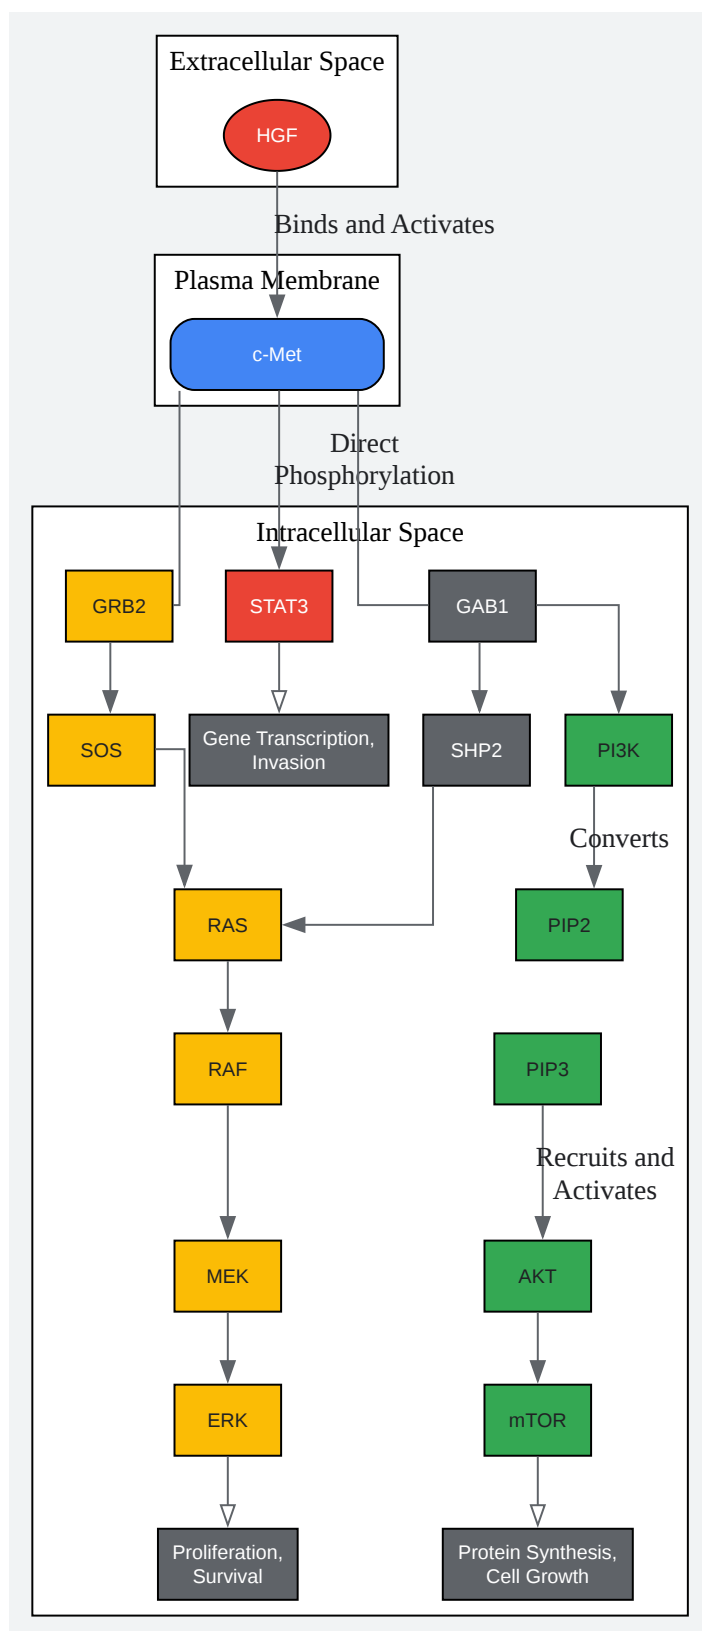 Extracellular Space
HGF
Binds and Activates
Plasma Membrane
c-Met
Direct
Phosphorylation
Intracellular Space
GRB2
STAT3
GAB1
SOS
Gene Transcription,
Invasion
SHP2
PI3K
Converts
RAS
PIP2
RAF
PIP3
Recruits and
Activates
MEK
AKT
ERK
mTOR
Proliferation,
Survival
Protein Synthesis,
Cell Growth